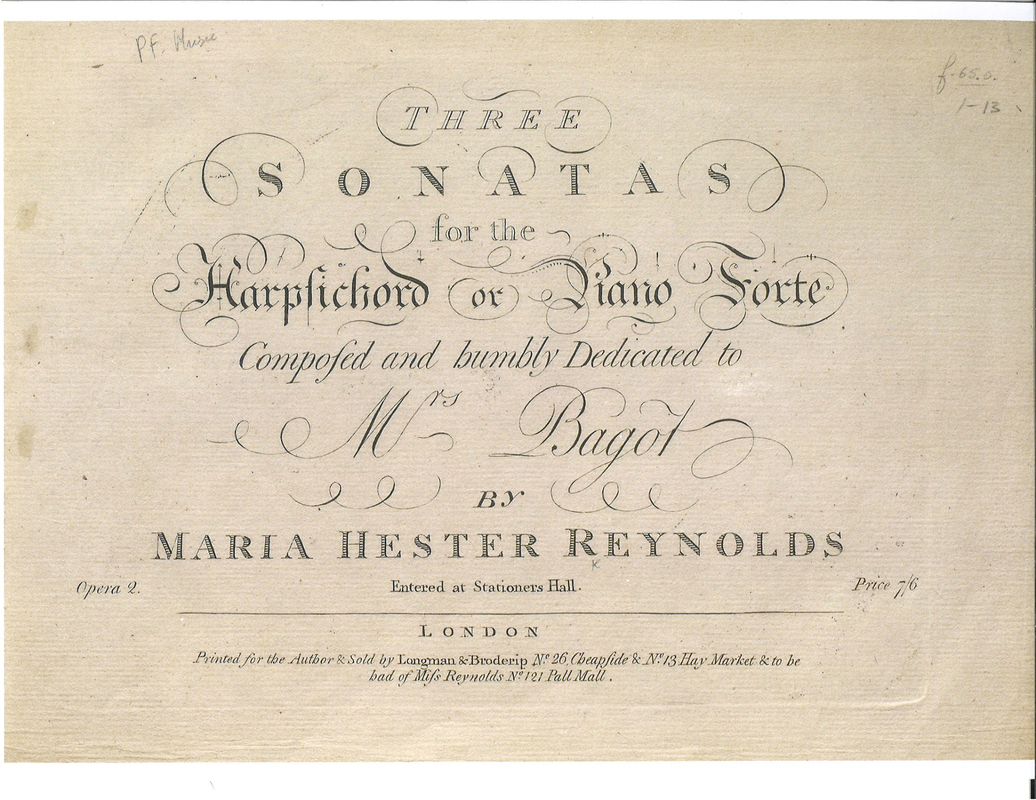 PF. Music
f. 65.o.
1-13
THREE
SONATAS
for the
Harpſichord or Piano Forte
Compoſed and humbly Dedicated to
Mrs Bagot
BY
MARIA HESTER REYNOLDS
K
Opera 2. Entered at Stationers Hall. Price 7/6
LONDON
Printed for the Author & Sold by Longman & Broderip No. 26 Cheapſide & No. 13 Hay Market & to be
had of Miſs Reynolds No. 121 Pall Mall.